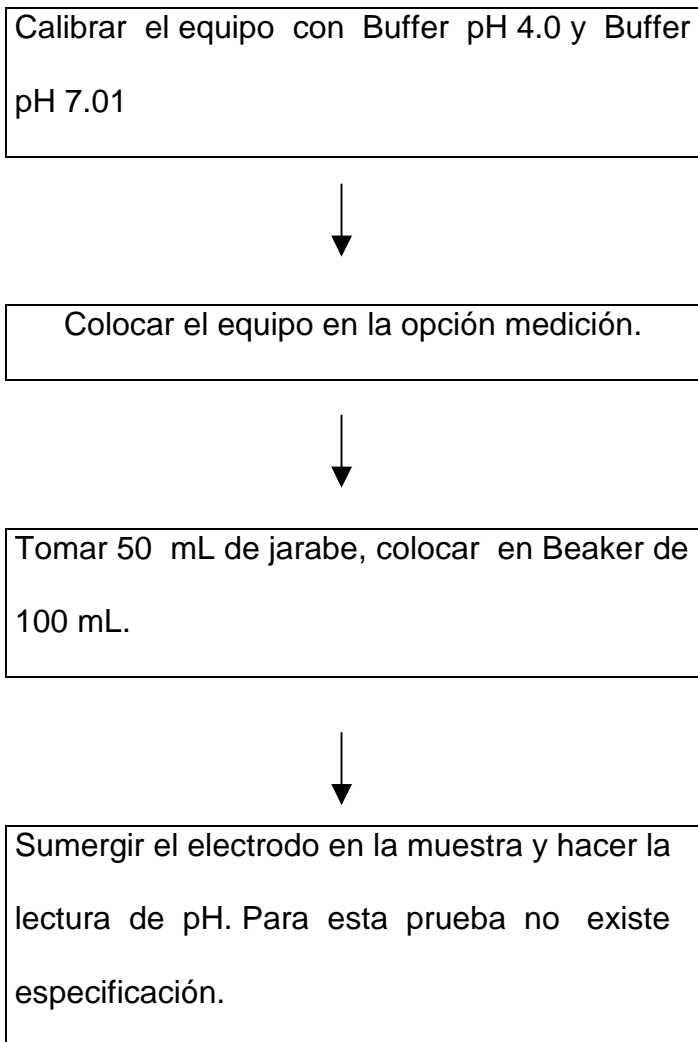 Calibrar el equipo con Buffer pH 4.0 y Buffer
pH 7.01
Colocar el equipo en la opción medición.
Tomar 50 mL de jarabe, colocar en Beaker de
100 mL.
Sumergir el electrodo en la muestra y hacer la
lectura de pH. Para esta prueba no existe
especificación.